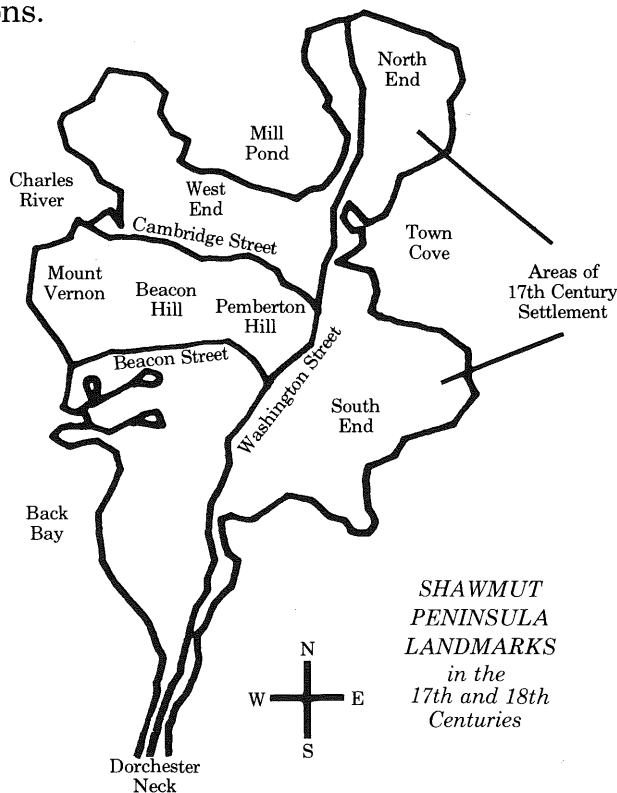 ons.
North
End
Mill
Pond
Charles
River
West
End
Cambridge Street
Town
Cove
Mount
Vernon
Beacon
Hill
Pemberton
Hill
Areas of
17th Century
Settlement
Beacon Street
Washington Street
South
End
Back
Bay
SHAWMUT
PENINSULA
LANDMARKS
in the
17th and 18th
Centuries
N
W
E
S
Dorchester
Neck